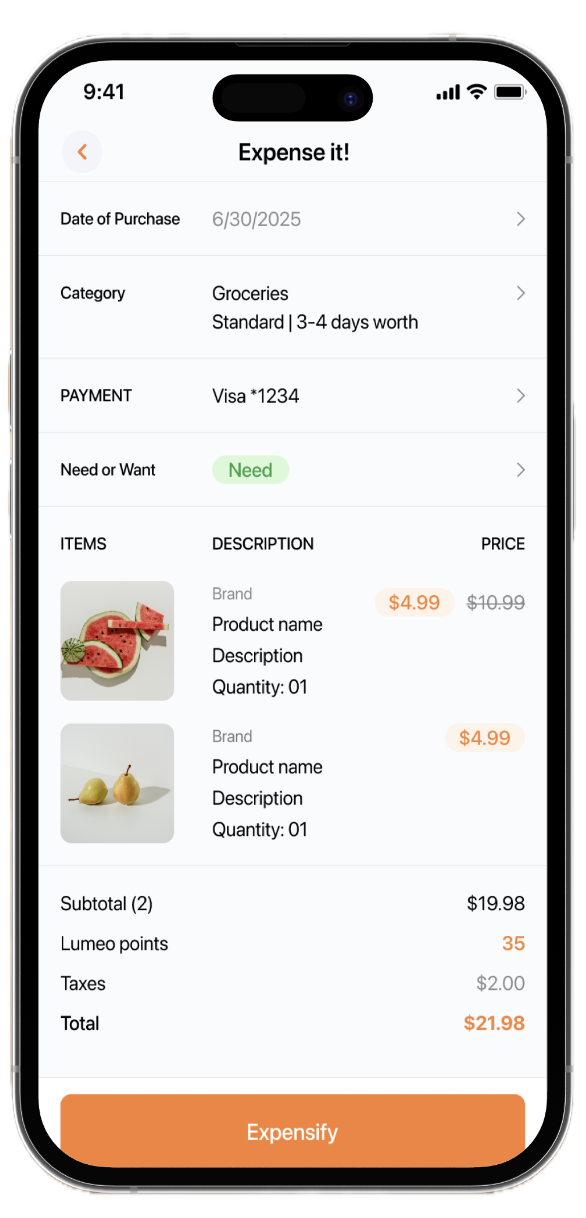 9:41
Expense it!
Date of Purchase 6/30/2025
Category Groceries
Standard | 3-4 days worth
PAYMENT Visa *1234
Need or Want Need
ITEMS DESCRIPTION PRICE
Brand
$4.99 $10.99
Product name
Description
Quantity: 01
Brand
$4.99
Product name
Description
Quantity: 01
Subtotal (2) $19.98
Lumeo points 35
Taxes $2.00
Total $21.98
Expensify